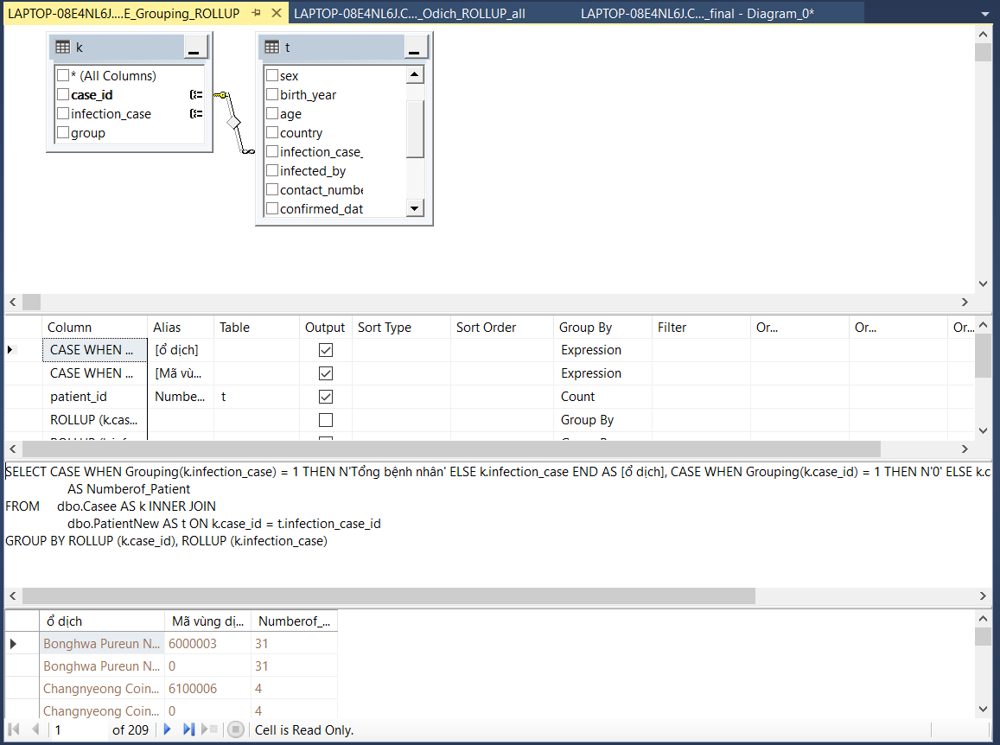 LAPTOP-08E4NL6J....E_Grouping_ROLLUP
LAPTOP-08E4NL6J.C..._Odich_ROLLUP_all
LAPTOP-08E4NL6J.C..._final - Diagram_0*
k
* (All Columns)
case_id
infection_case
group
t
sex
birth_year
age
country
infection_case_
infected_by
contact_numbe
confirmed_dat
Column Alias Table Output Sort Type Sort Order Group By Filter Or... Or... Or...
CASE WHEN ... [ổ dịch] Expression
CASE WHEN ... [Mã vù... Expression
patient_id Numbe... t Count
ROLLUP (k.cas... Group By
SELECT CASE WHEN Grouping(k.infection_case) = 1 THEN N'Tổng bệnh nhân' ELSE k.infection_case END AS [ổ dịch], CASE WHEN Grouping(k.case_id) = 1 THEN N'0' ELSE k.c
AS Numberof_Patient
FROM dbo.Casee AS k INNER JOIN
dbo.PatientNew AS t ON k.case_id = t.infection_case_id
GROUP BY ROLLUP (k.case_id), ROLLUP (k.infection_case)
ổ dịch Mã vùng dị... Numberof_...
Bonghwa Pureun N... 6000003 31
Bonghwa Pureun N... 0 31
Changnyeong Coin... 6100006 4
Changnyeong Coin... 0 4
1 of 209 Cell is Read Only.